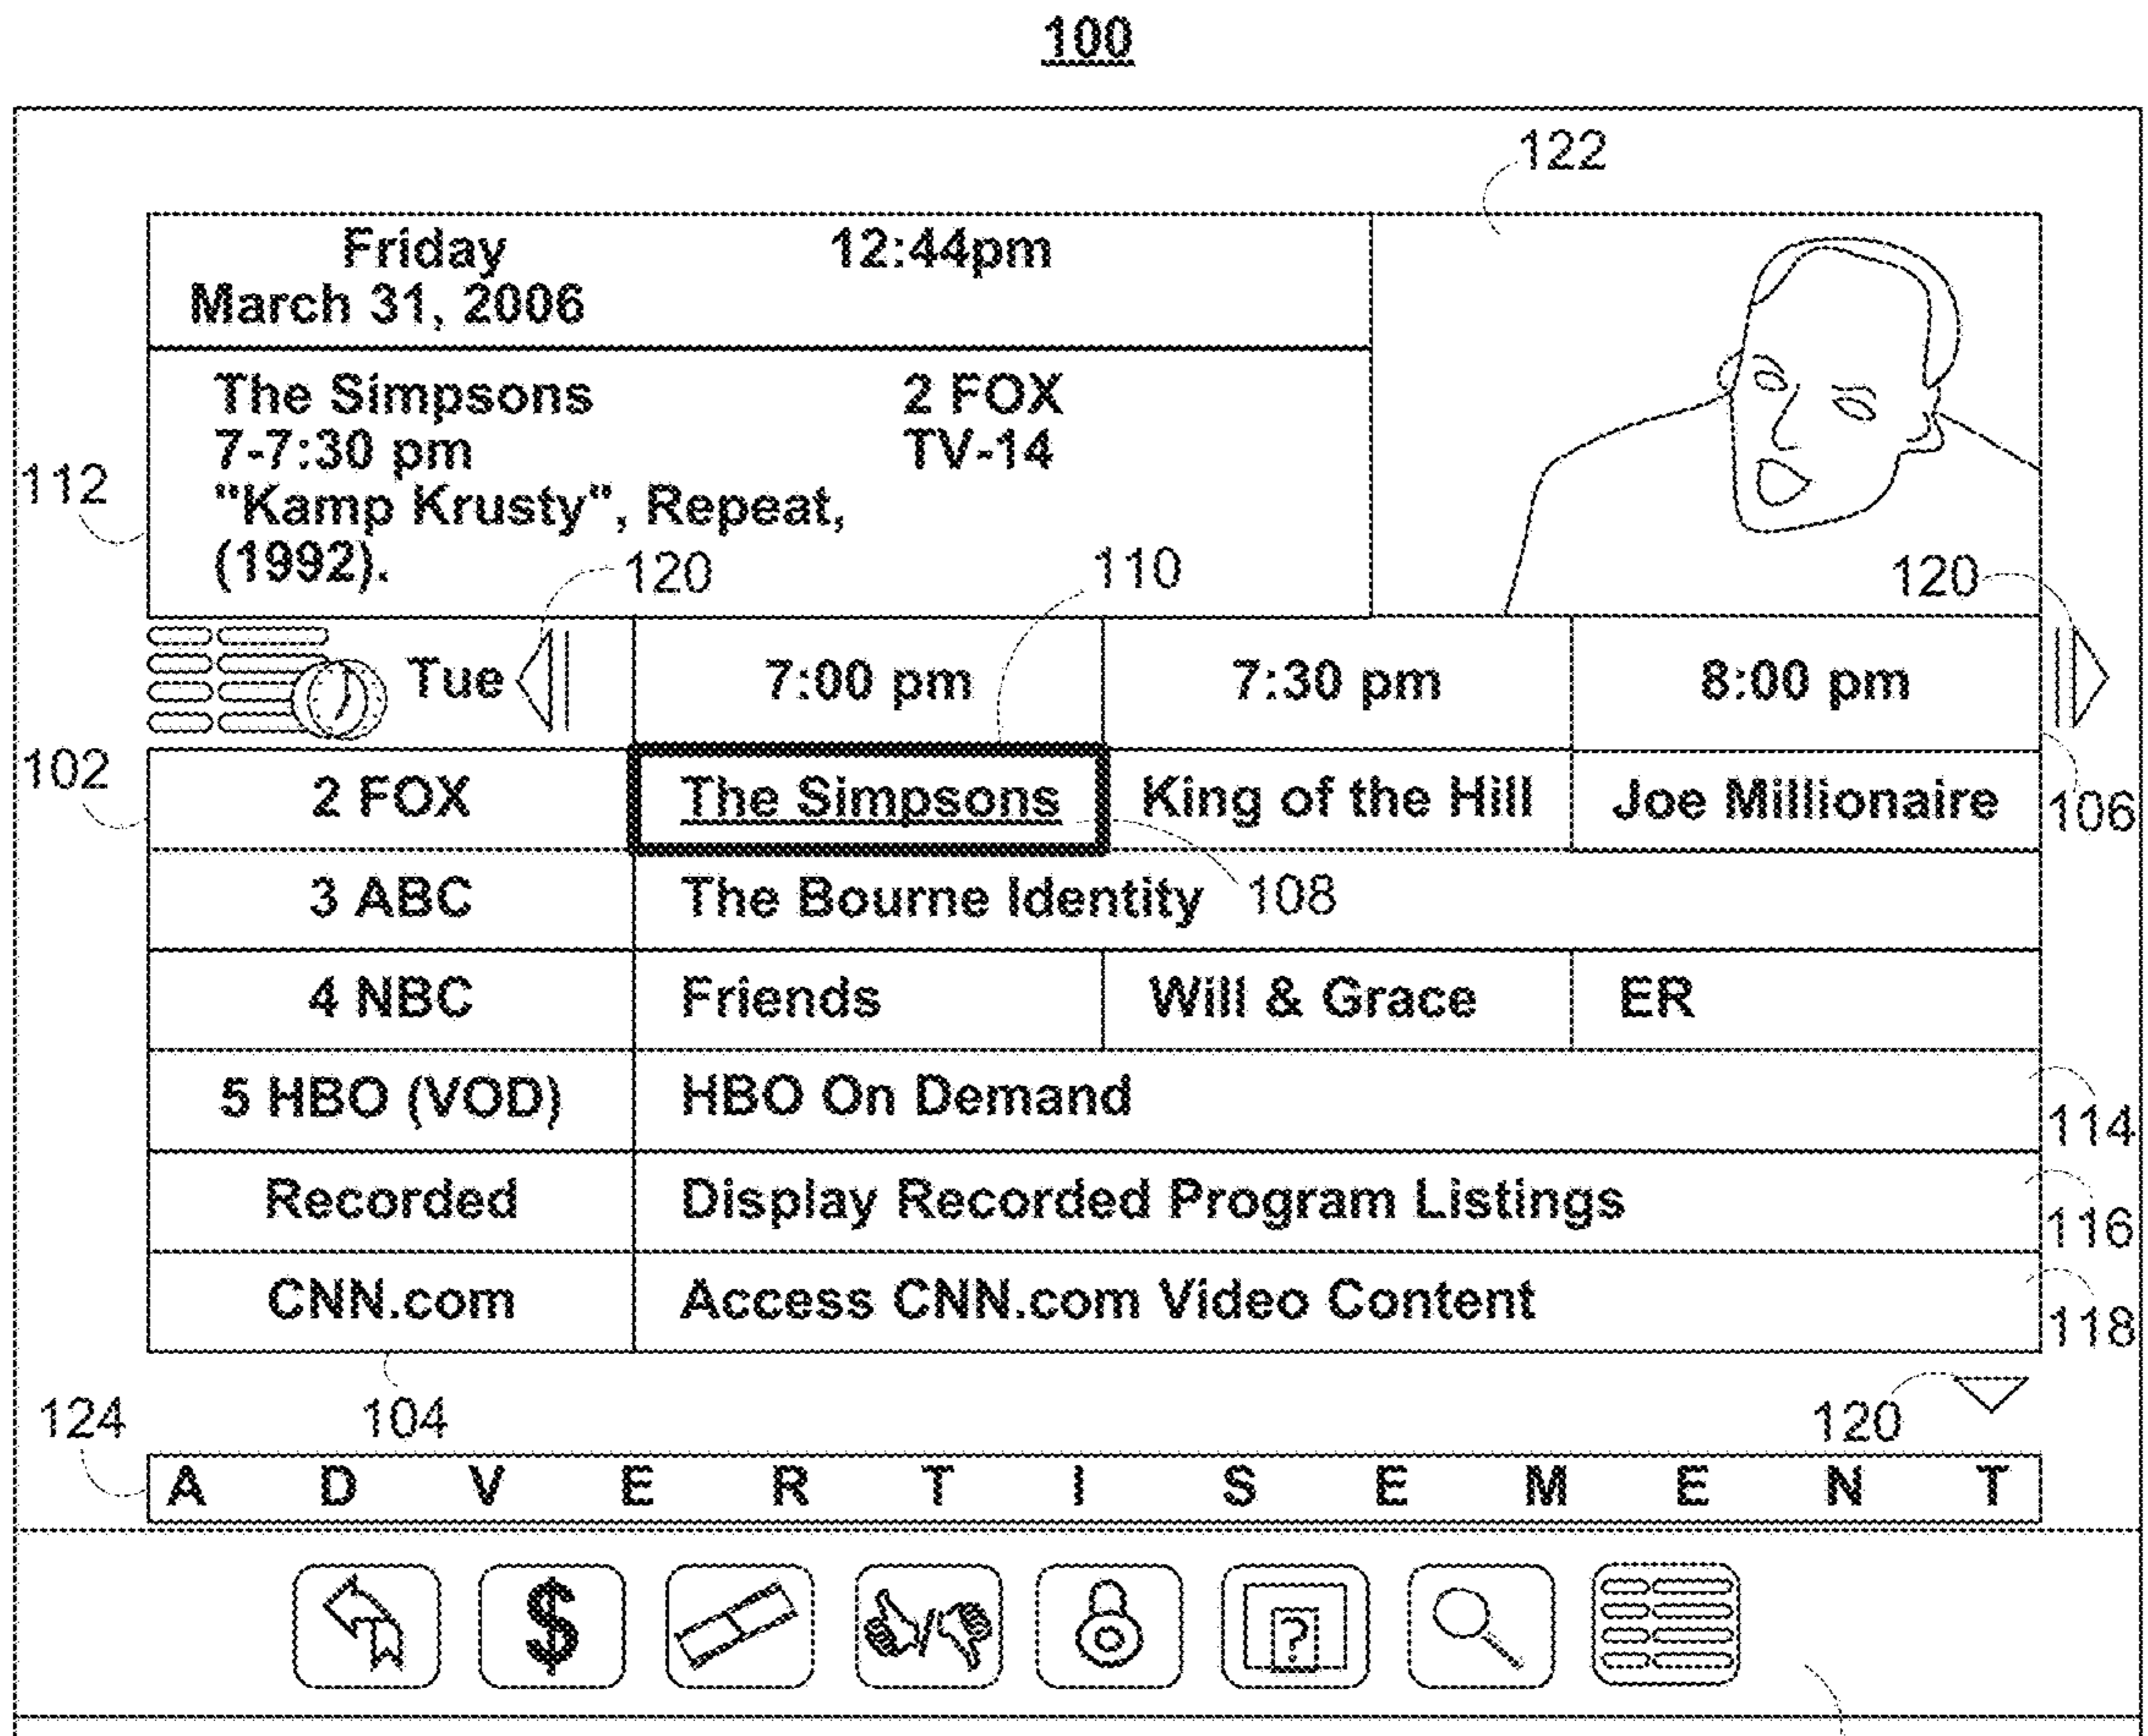 100
122
Friday 12:44pm
March 31, 2006
The Simpsons 2 FOX
7-7:30 pm TV-14
112
"Kamp Krusty", Repeat,
(1992).
120 110 120
Tue 7:00 pm 7:30 pm 8:00 pm
102
2 FOX The Simpsons King of the Hill Joe Millionaire
106
3 ABC The Bourne Identity 108
4 NBC Friends Will & Grace ER
5 HBO (VOD) HBO On Demand
114
Recorded Display Recorded Program Listings
116
CNN.com Access CNN.com Video Content
118
124 104 120
A D V E R T I S E M E N T
$ / ?